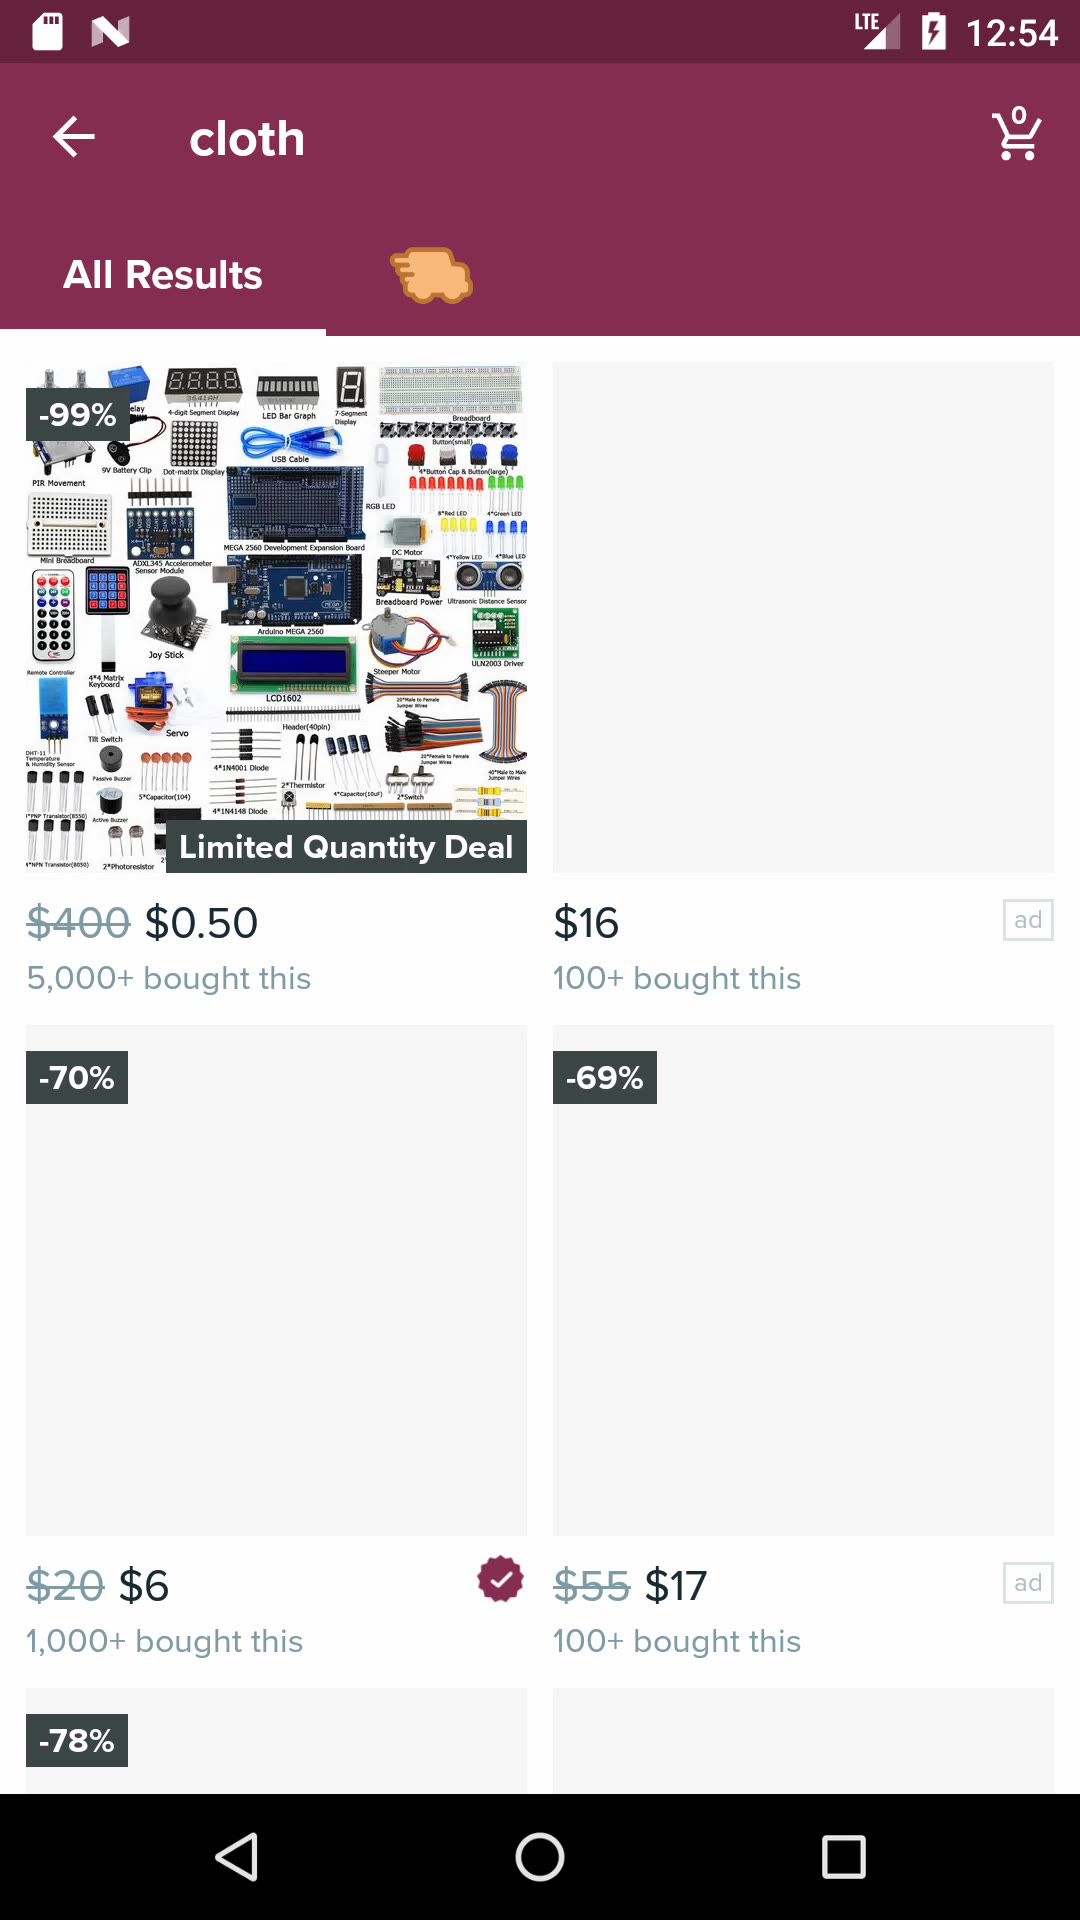 LTE 12:54
cloth
0
All Results
-99%
Relay
4-digit Segment Display
LED Bar Graph
7-Segment
Display
Breadboard
Button(small)
9V Battery Clip
Dot-matrix Display
USB Cable
4*Button Cap & Button(large)
PIR Movement
RGB LED
8*Red LED
4*Green LED
Mini Breadboard
ADXL345 Accelerometer
Sensor Module
MEGA 2560 Development Expansion Board
DC Motor
4*Yellow LED
4*Blue LED
Breadboard Power
Ultrasonic Distance Sensor
Arduino MEGA 2560
Joy Stick
Remote Controller
4*4 Matrix
Keyboard
LCD1602
Steeper Motor
ULN2003 Driver
20*Male to Female
Jumper Wires
Tilt Switch
Servo
Header(40pin)
DHT-11
Temperature
& Humidity Sensor
Passive Buzzer
5*Capacitor(104)
4*1N4001 Diode
2*Thermistor
4*Capacitor(10uF)
20*Female to Female
Jumper Wires
2*Switch
40*Male to Male
Jumper Wires
Active Buzzer
4*1N4148 Diode
2*Photoresistor
Limited Quantity Deal
$400 $0.50
5,000+ bought this
$16
ad
100+ bought this
-70%
-69%
$20 $6
1,000+ bought this
$55 $17
ad
100+ bought this
-78%